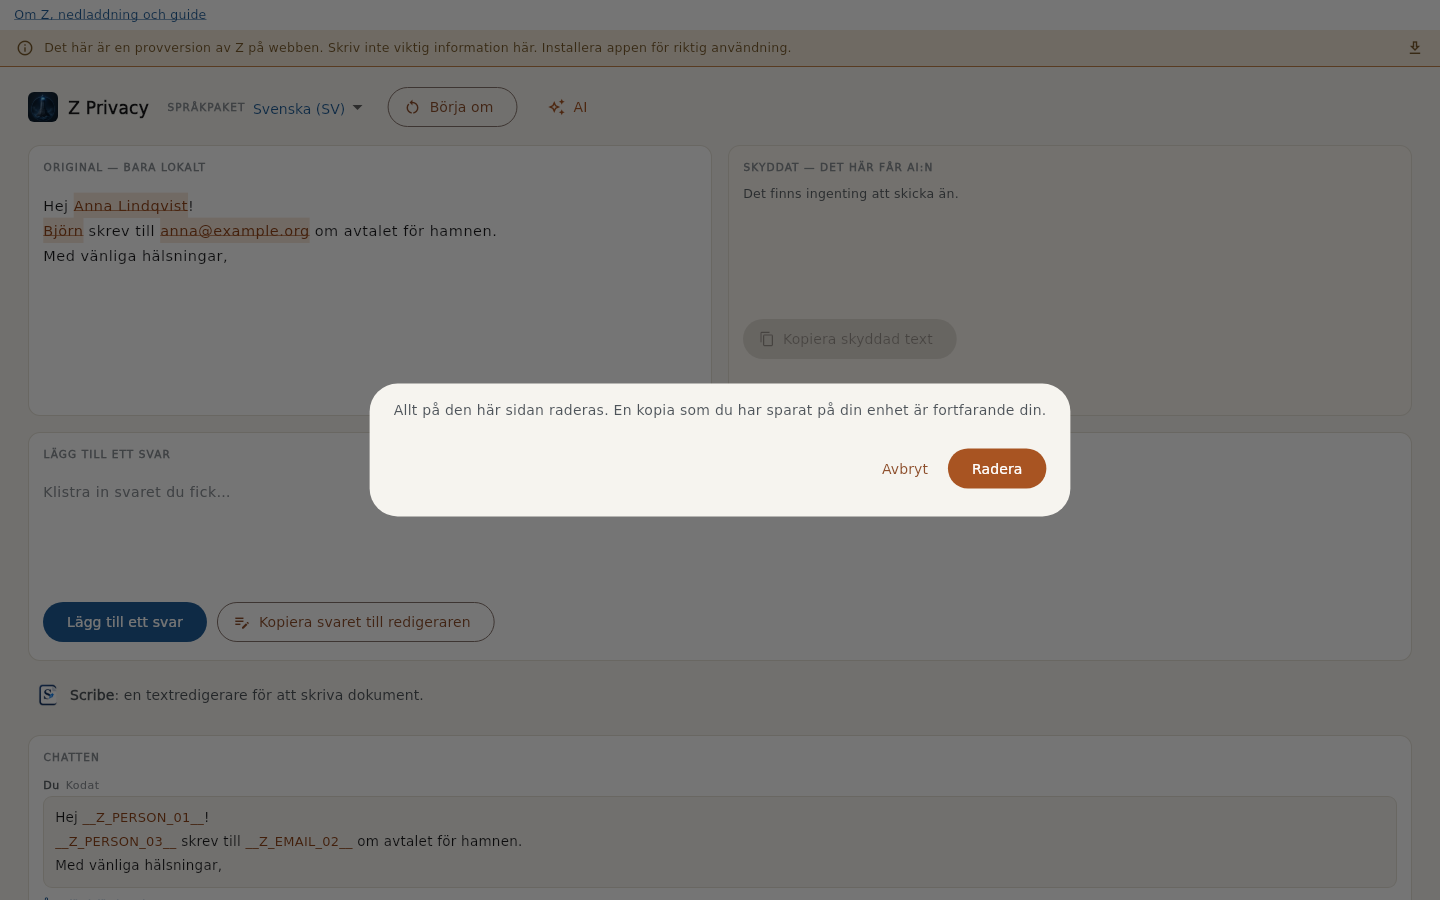 Om Z, nedladdning och guide
Det här är en provversion av Z på webben. Skriv inte viktig information här. Installera appen för riktig användning.
Z Privacy
SPRÅKPAKET
Svenska (SV)
Börja om
AI
ORIGINAL — BARA LOKALT
Hej Anna Lindqvist!
Björn skrev till anna@example.org om avtalet för hamnen.
Med vänliga hälsningar,
SKYDDAT — DET HÄR FÅR AI:N
Det finns ingenting att skicka än.
Kopiera skyddad text
Allt på den här sidan raderas. En kopia som du har sparat på din enhet är fortfarande din.
Avbryt
Radera
LÄGG TILL ETT SVAR
Klistra in svaret du fick…
Lägg till ett svar
Kopiera svaret till redigeraren
Scribe: en textredigerare för att skriva dokument.
CHATTEN
Du Kodat
Hej __Z_PERSON_01__!
__Z_PERSON_03__ skrev till __Z_EMAIL_02__ om avtalet för hamnen.
Med vänliga hälsningar,